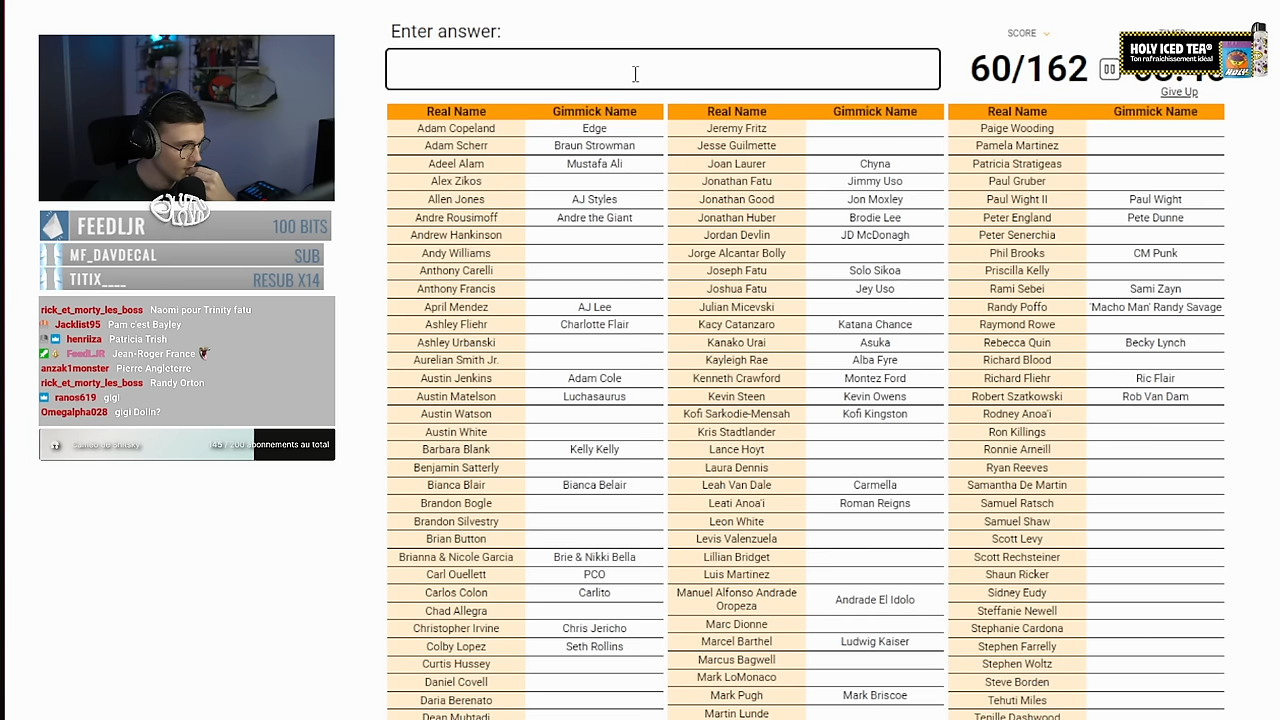 Enter answer:
SCORE
60/162
HOLY ICED TEA®
Ton rafraichissement idéal
Give Up
Real Name Gimmick Name
Adam Copeland Edge
Adam Scherr Braun Strowman
Adeel Alam Mustafa Ali
Alex Zikos
Allen Jones AJ Styles
Andre Rousimoff Andre the Giant
Andrew Hankinson
Andy Williams
Anthony Carelli
Anthony Francis
April Mendez AJ Lee
Ashley Fliehr Charlotte Flair
Ashley Urbanski
Aurelian Smith Jr.
Austin Jenkins Adam Cole
Austin Matelson Luchasaurus
Austin Watson
Austin White
Barbara Blank Kelly Kelly
Benjamin Satterly
Bianca Blair Bianca Belair
Brandon Bogle
Brandon Silvestry
Brian Button
Brianna & Nicole Garcia Brie & Nikki Bella
Carl Ouellett PCO
Carlos Colon Carlito
Chad Allegra
Christopher Irvine Chris Jericho
Colby Lopez Seth Rollins
Curtis Hussey
Daniel Covell
Daria Berenato
Dean Muhtadi
Real Name Gimmick Name
Jeremy Fritz
Jesse Guilmette
Joan Laurer Chyna
Jonathan Fatu Jimmy Uso
Jonathan Good Jon Moxley
Jonathan Huber Brodie Lee
Jordan Devlin JD McDonagh
Jorge Alcantar Bolly
Joseph Fatu Solo Sikoa
Joshua Fatu Jey Uso
Julian Micevski
Kacy Catanzaro Katana Chance
Kanako Urai Asuka
Kayleigh Rae Alba Fyre
Kenneth Crawford Montez Ford
Kevin Steen Kevin Owens
Kofi Sarkodie-Mensah Kofi Kingston
Kris Stadtlander
Lance Hoyt
Laura Dennis
Leah Van Dale Carmella
Leati Anoa'i Roman Reigns
Leon White
Levis Valenzuela
Lillian Bridget
Luis Martinez
Manuel Alfonso Andrade
Oropeza Andrade El Idolo
Marc Dionne
Marcel Barthel Ludwig Kaiser
Marcus Bagwell
Mark LoMonaco
Mark Pugh Mark Briscoe
Martin Lunde
Real Name Gimmick Name
Paige Wooding
Pamela Martinez
Patricia Stratigeas
Paul Gruber
Paul Wight II Paul Wight
Peter England Pete Dunne
Peter Senerchia
Phil Brooks CM Punk
Priscilla Kelly
Rami Sebei Sami Zayn
Randy Poffo 'Macho Man' Randy Savage
Raymond Rowe
Rebecca Quin Becky Lynch
Richard Blood
Richard Fliehr Ric Flair
Robert Szatkowski Rob Van Dam
Rodney Anoa'i
Ron Killings
Ronnie Arneill
Ryan Reeves
Samantha De Martin
Samuel Ratsch
Samuel Shaw
Scott Levy
Scott Rechsteiner
Shaun Ricker
Sidney Eudy
Steffanie Newell
Stephanie Cardona
Stephen Farrelly
Stephen Woltz
Steve Borden
Tehuti Miles
Tenille Dashwood
FEEDLJR 100 BITS
MF_DAVDECAL SUB
TITIX____ RESUB X14
rick_et_morty_les_boss Naomi pour Trinity fatu
Jacklist95 Pam c'est Bayley
henriiza Patricia Trish
FeedLJR Jean-Roger France
anzak1monster Pierre Angleterre
rick_et_morty_les_boss Randy Orton
ranos619 gigi
Omegalpha028 gigi Dolin?
abonnements au total